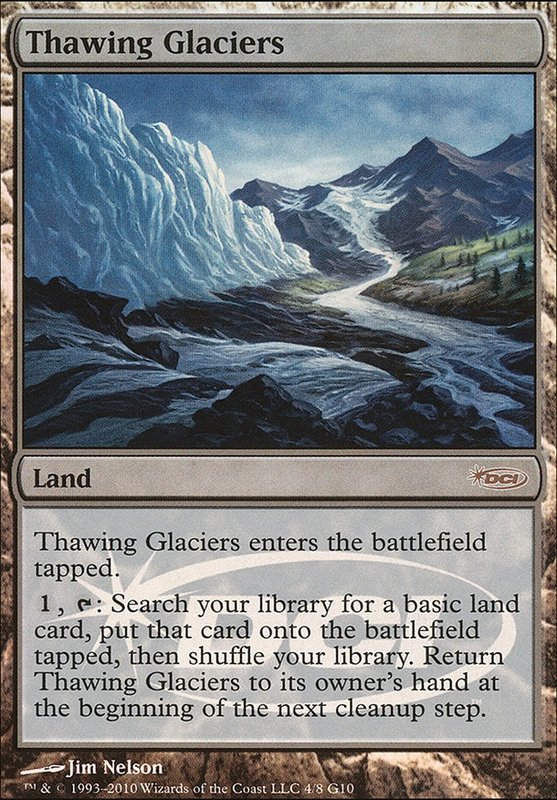 Thawing Glaciers
Land
DCI
Thawing Glaciers enters the battlefield
tapped.
1, : Search your library for a basic land
card, put that card onto the battlefield
tapped, then shuffle your library. Return
Thawing Glaciers to its owner's hand at
the beginning of the next cleanup step.
DCI
Jim Nelson
™ & © 1993–2010 Wizards of the Coast LLC 4/8 G10